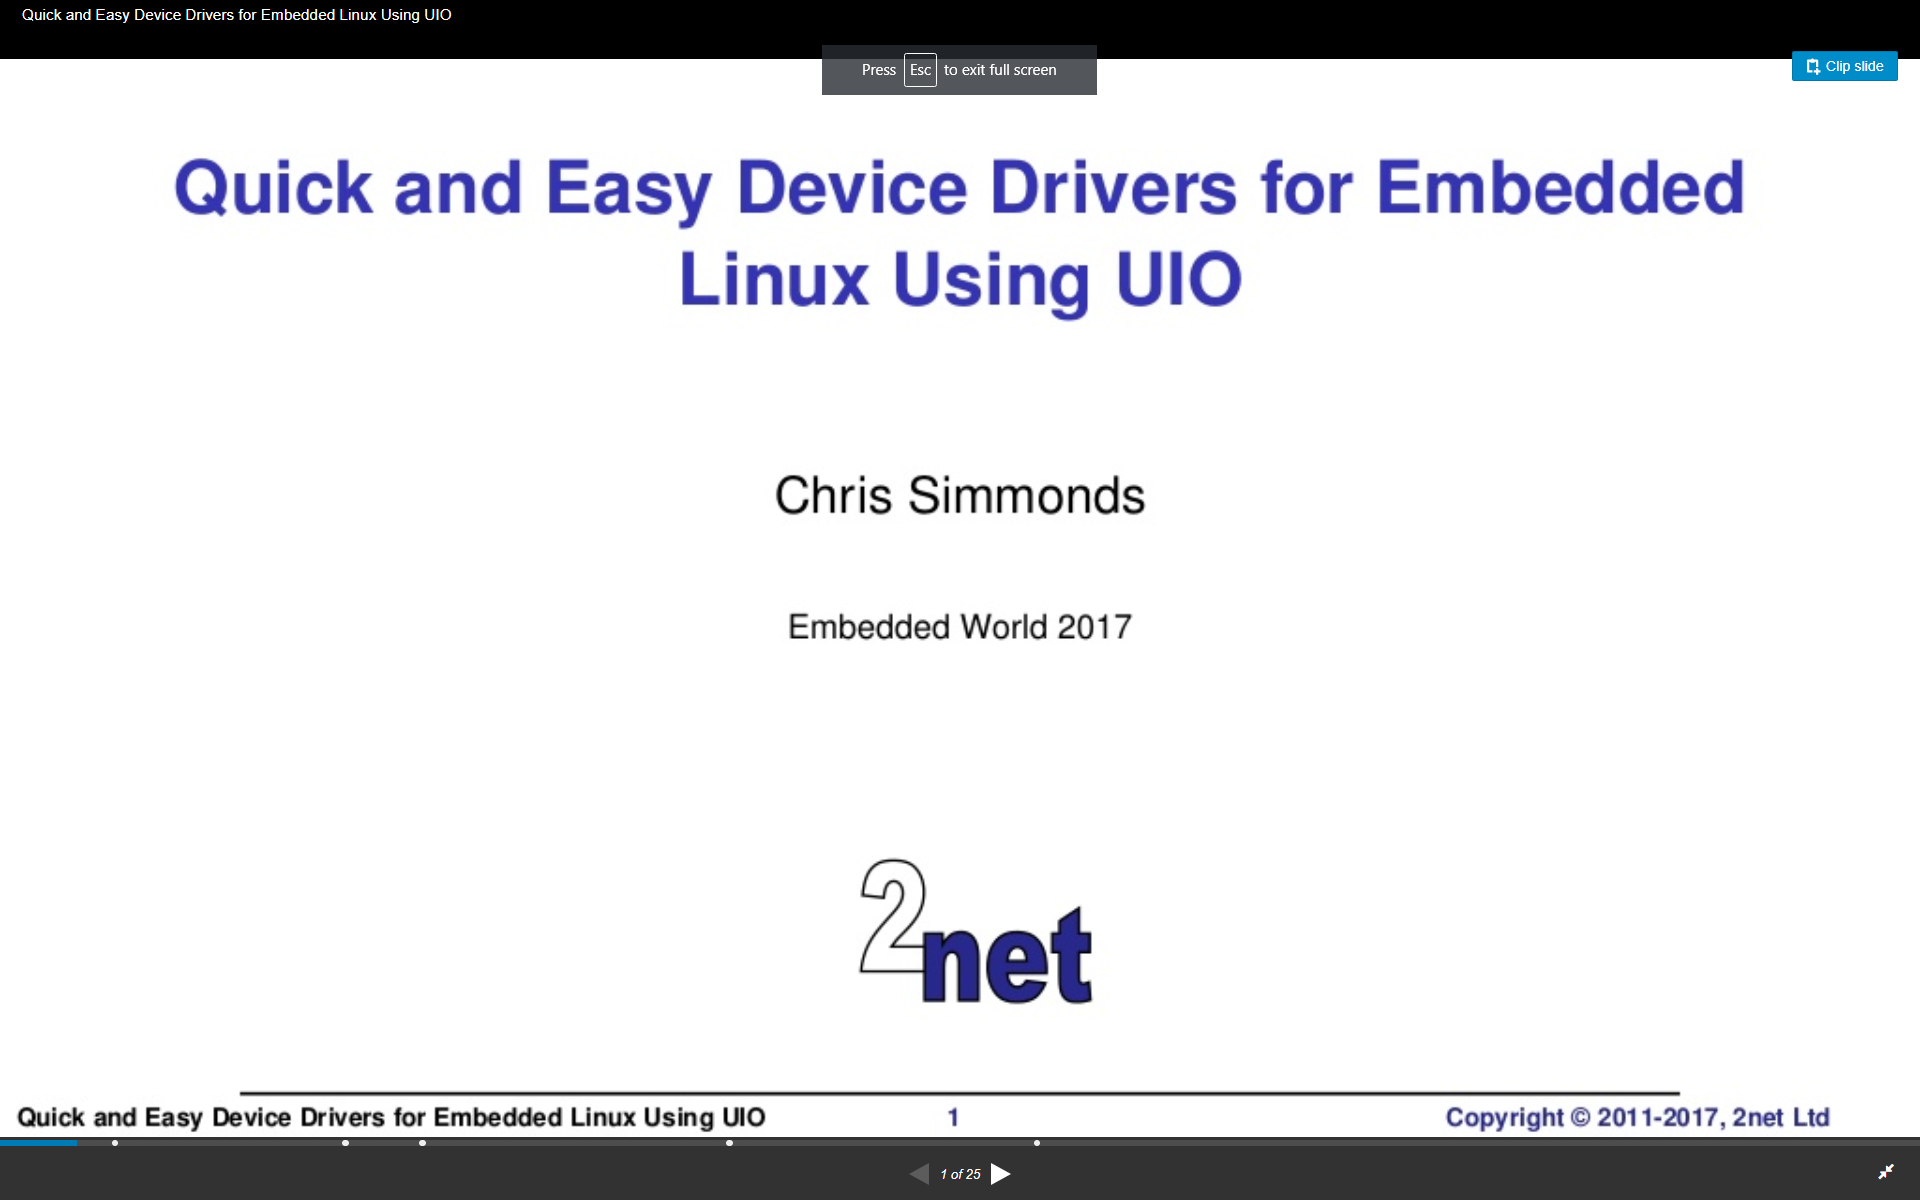 Quick and Easy Device Drivers for Embedded Linux Using UIO
Press Esc to exit full screen
Clip slide
Quick and Easy Device Drivers for Embedded
Linux Using UIO
Chris Simmonds
Embedded World 2017
2net
Quick and Easy Device Drivers for Embedded Linux Using UIO 1 Copyright © 2011-2017, 2net Ltd
1 of 25